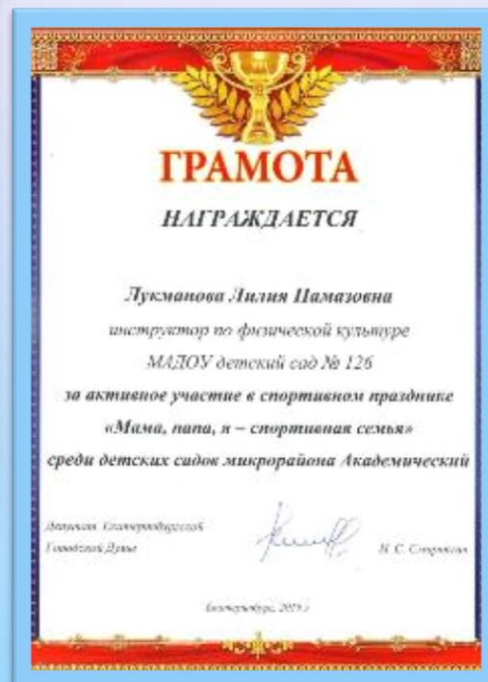 ГРАМОТА
НАГРАЖДАЕТСЯ
Лукманова Лилия Намазовна
инструктор по физической культуре
МАДОУ детский сад № 126
за активное участие в спортивном празднике
«Мама, папа, я – спортивная семья»
среди детских садов микрорайона Академический
Депутат Екатеринбургской
Городской Думы
Екатеринбург,